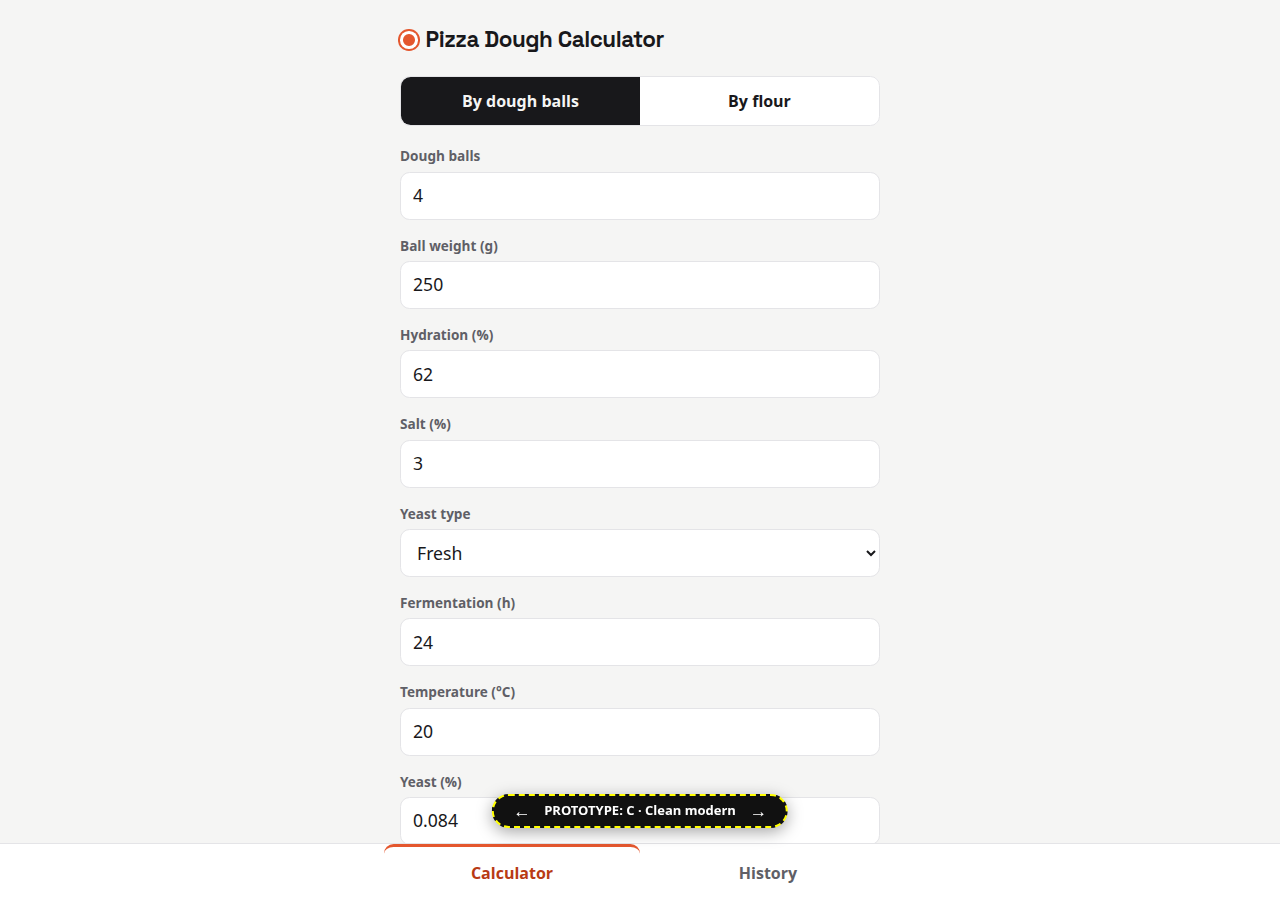 Pizza Dough Calculator
By dough balls
By flour
Dough balls
4
Ball weight (g)
250
Hydration (%)
62
Salt (%)
3
Yeast type
Fresh
Fermentation (h)
24
Temperature (°C)
20
Yeast (%)
0.084
← PROTOTYPE: C · Clean modern →
Calculator
History